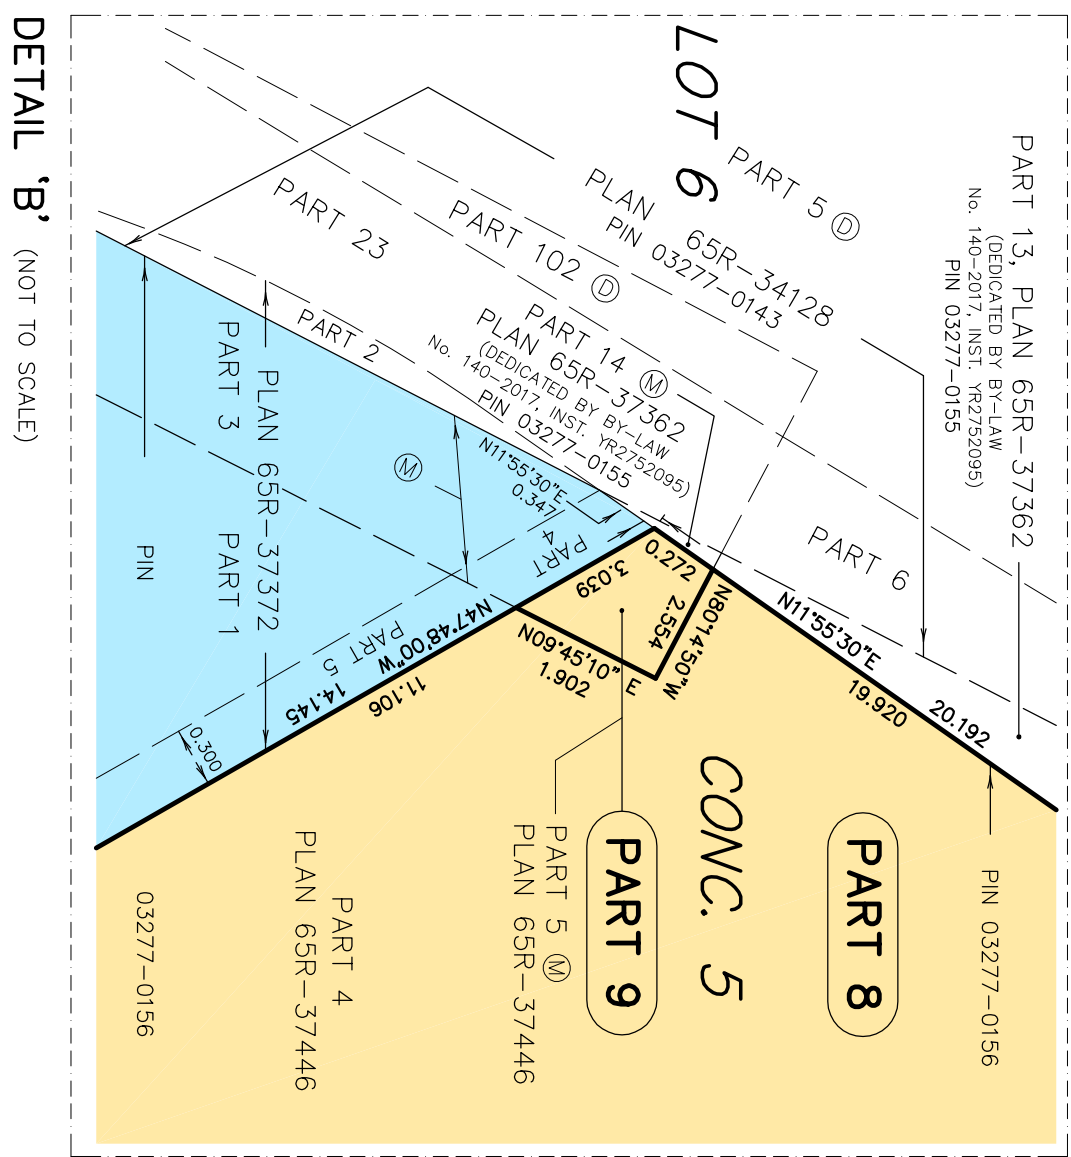 DETAIL 'B' (NOT TO SCALE)
LOT 6
PART 5 Ⓓ
PLAN 65R-34128
PIN 03277-0143
PART 13, PLAN 65R-37362
(DEDICATED BY BY-LAW
No. 140-2017, INST. YR2752095)
PIN 03277-0155
PART 23
PART 102 Ⓓ
PART 14 Ⓜ
PLAN 65R-37362
(DEDICATED BY BY-LAW
No. 140-2017, INST. YR2752095)
PIN 03277-0155
PART 2
PART 6
N11°55'30"E
0.347
Ⓜ
PART 3
PLAN 65R-37372
PART 1
PIN
PART 4
PART 5
0.272
3.039
2.554
N80°14'50"W
N09°45'10" E
1.902
N11°55'30"E
19.920
20.192
N47°48'00"W
14.145
11.106
0.300
CONC. 5
PART 8
PIN 03277-0156
PART 9
PART 5 Ⓜ
PLAN 65R-37446
PART 4
PLAN 65R-37446
03277-0156